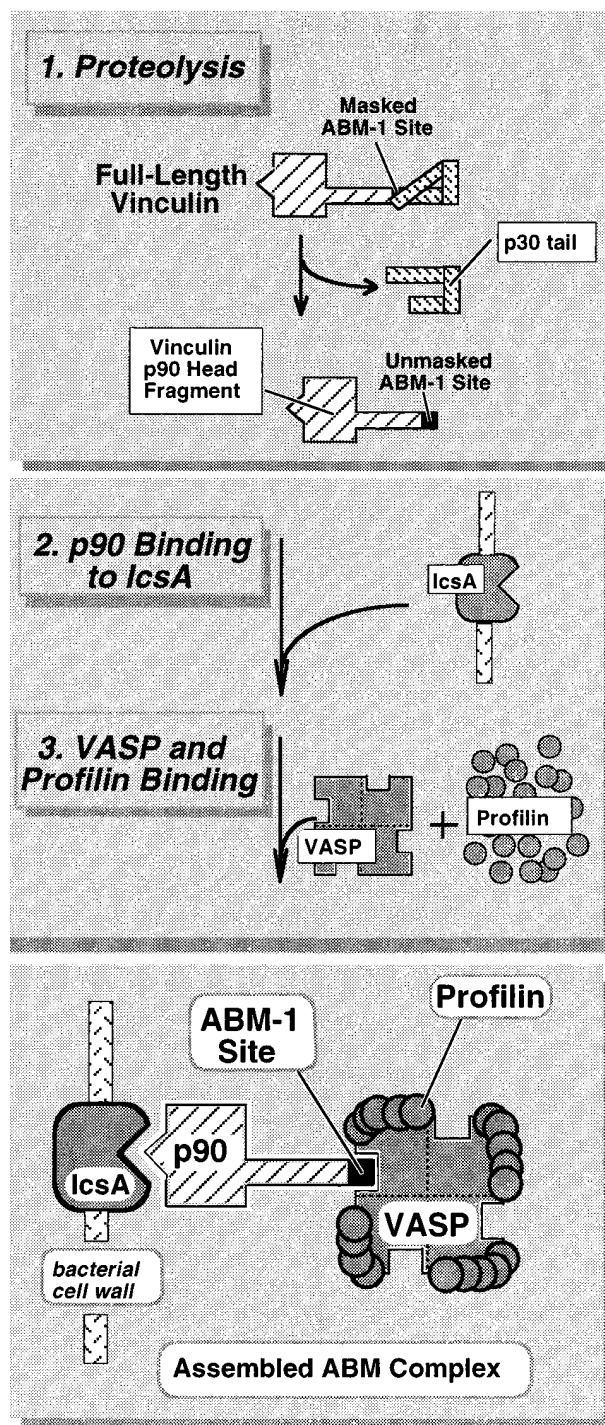 1. Proteolysis
Masked
ABM-1 Site
Full-Length
Vinculin
p30 tail
Vinculin
p90 Head
Fragment
Unmasked
ABM-1 Site
2. p90 Binding
to IcsA
IcsA
3. VASP and
Profilin Binding
VASP
+
Profilin
Profilin
ABM-1
Site
p90
IcsA
VASP
bacterial
cell wall
Assembled ABM Complex